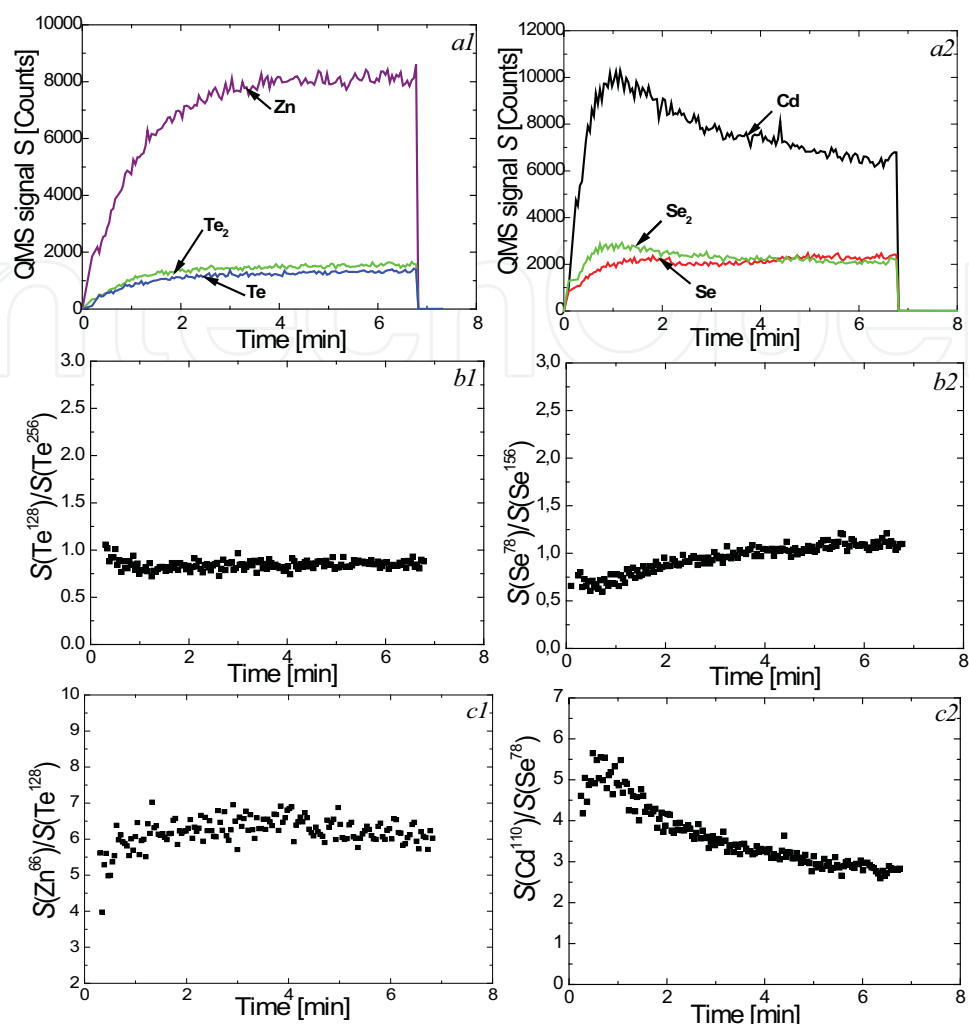 a1
QMS signal S [Counts]
10000
8000
6000
4000
2000
0
Zn
Te2
Te
0 2 4 6 8
Time [min]
a2
QMS signal S [Counts]
12000
10000
8000
6000
4000
2000
0
Cd
Se2
Se
0 2 4 6 8
Time [min]
b1
S(Te128)/S(Te256)
3.0
2.5
2.0
1.5
1.0
0.5
0.0
0 2 4 6 8
Time [min]
b2
S(Se78)/S(Se156)
3,0
2,5
2,0
1,5
1,0
0,5
0,0
0 2 4 6 8
Time [min]
c1
S(Zn66)/S(Te128)
10
9
8
7
6
5
4
3
2
0 2 4 6 8
Time [min]
c2
S(Cd110)/S(Se78)
7
6
5
4
3
2
1
0
0 2 4 6 8
Time [min]